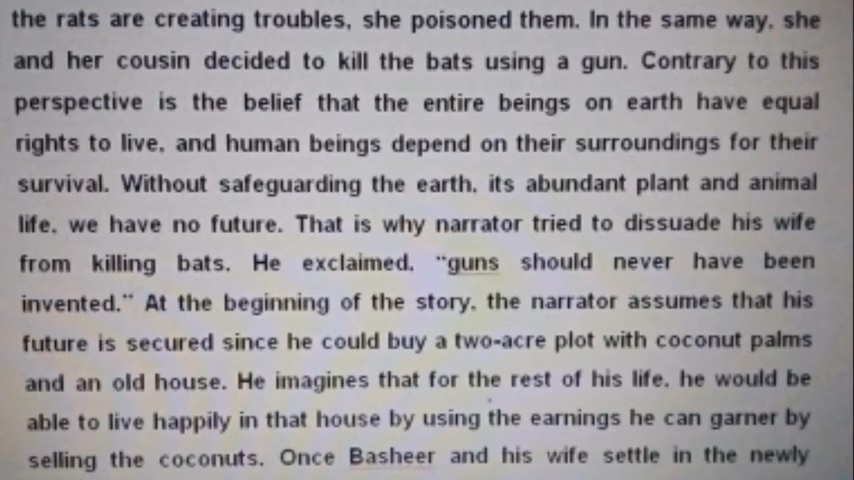 the rats are creating troubles, she poisoned them. In the same way, she
and her cousin decided to kill the bats using a gun. Contrary to this
perspective is the belief that the entire beings on earth have equal
rights to live, and human beings depend on their surroundings for their
survival. Without safeguarding the earth, its abundant plant and animal
life, we have no future. That is why narrator tried to dissuade his wife
from killing bats. He exclaimed, “guns should never have been
invented.” At the beginning of the story, the narrator assumes that his
future is secured since he could buy a two-acre plot with coconut palms
and an old house. He imagines that for the rest of his life, he would be
able to live happily in that house by using the earnings he can garner by
selling the coconuts. Once Basheer and his wife settle in the newly